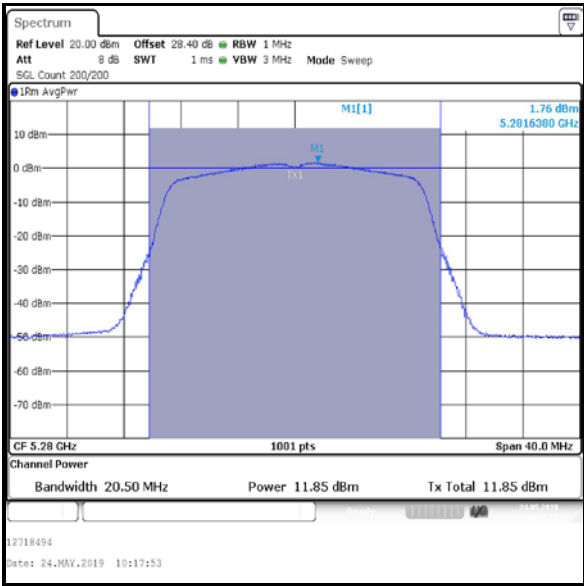 Spectrum
Ref Level 20.00 dBm Offset 28.40 dB RBW 1 MHz
Att 8 dB SWT 1 ms VBW 3 MHz Mode Sweep
SGL Count 200/200
1Rm AvgPwr
M1[1] 1.76 dBm
5.2816380 GHz
10 dBm
M1
0 dBm
TX1
-10 dBm
-20 dBm
-30 dBm
-40 dBm
-50 dBm
-60 dBm
-70 dBm
CF 5.28 GHz 1001 pts Span 40.0 MHz
Channel Power
Bandwidth 20.50 MHz Power 11.85 dBm Tx Total 11.85 dBm
Ready 24.05.2019
12718494
Date: 24.MAY.2019 10:17:53